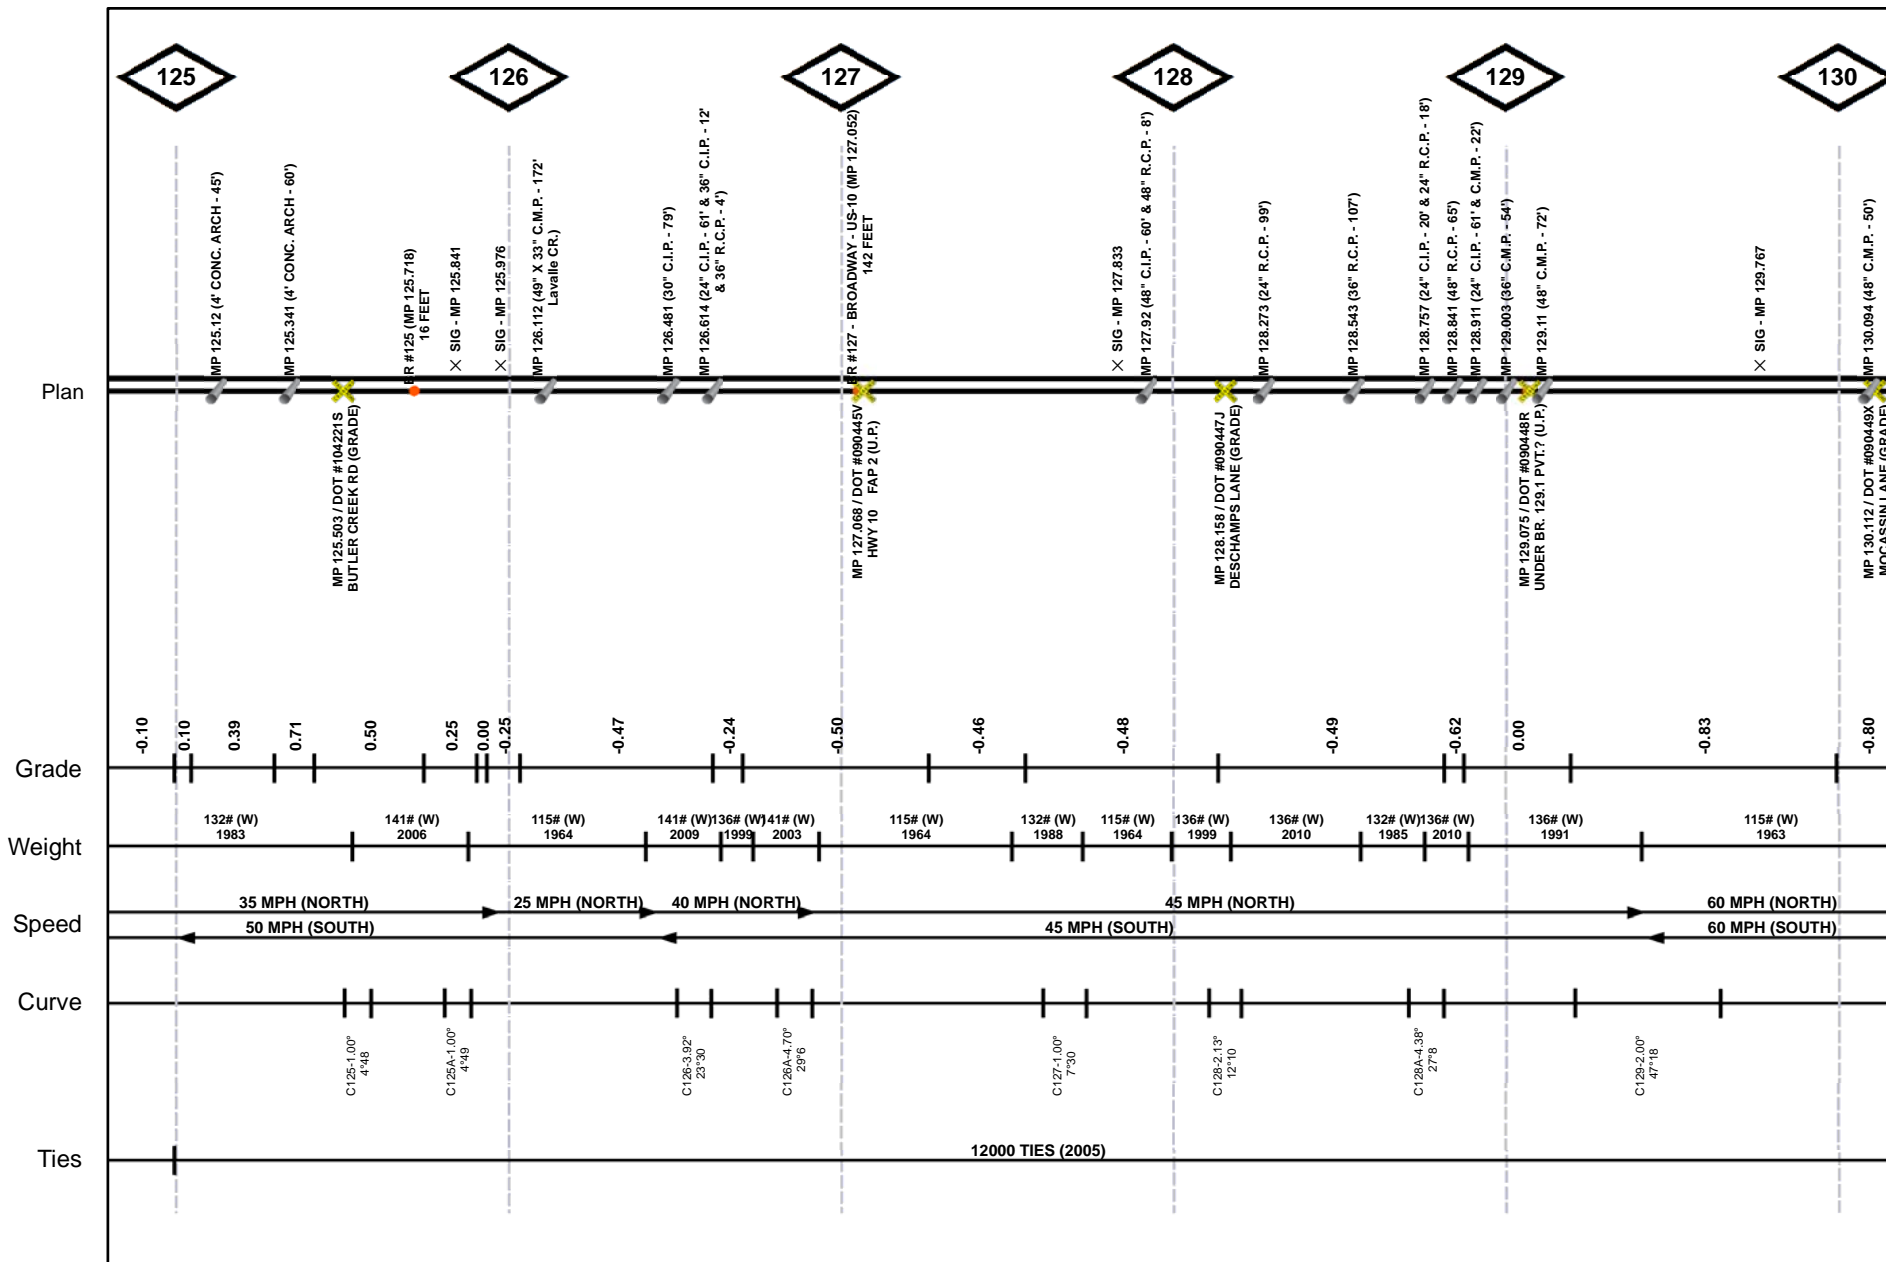 125
126
127
128
129
130
MP 125.12 (4' CONC. ARCH - 45')
MP 125.341 (4' CONC. ARCH - 60')
BR #125 (MP 125.718)
16 FEET
SIG - MP 125.841
SIG - MP 125.976
MP 126.112 (49" X 33" C.M.P. - 172'
Lavalle CR.)
MP 126.481 (30" C.I.P. - 79')
MP 126.614 (24" C.I.P. - 61' & 36" C.I.P. - 12'
& 36" R.C.P. - 4')
BR #127 - BROADWAY - US-10 (MP 127.052)
142 FEET
SIG - MP 127.833
MP 127.92 (48" C.I.P. - 60' & 48" R.C.P. - 8')
MP 128.273 (24" R.C.P. - 99')
MP 128.543 (36" R.C.P. - 107')
MP 128.757 (24" C.I.P. - 20' & 24" R.C.P. - 18')
MP 128.841 (48" R.C.P. - 65')
MP 128.911 (24" C.I.P. - 61' & C.M.P. - 22')
MP 129.003 (36" C.M.P. - 54')
MP 129.11 (48" C.M.P. - 72')
SIG - MP 129.767
MP 130.094 (48" C.M.P. - 50')
Plan
MP 125.503 / DOT #104221S
BUTLER CREEK RD (GRADE)
MP 127.068 / DOT #090445V
HWY 10 FAP 2 (U.P.)
MP 128.158 / DOT #090447J
DESCHAMPS LANE (GRADE)
MP 129.075 / DOT #090448R
UNDER BR. 129.1 PVT.? (U.P.)
MP 130.112 / DOT #090449X
MOCASSIN LANE (GRADE)
Grade
-0.10
0.10
0.39
0.71
0.50
0.25
0.00
-0.25
-0.47
-0.24
-0.50
-0.46
-0.48
-0.49
-0.62
0.00
-0.83
-0.80
Weight
132# (W)
1983
141# (W)
2006
115# (W)
1964
141# (W)
2009
136# (W)
1999
141# (W)
2003
115# (W)
1964
132# (W)
1988
115# (W)
1964
136# (W)
1999
136# (W)
2010
132# (W)
1985
136# (W)
2010
136# (W)
1991
115# (W)
1963
Speed
35 MPH (NORTH)
25 MPH (NORTH)
40 MPH (NORTH)
45 MPH (NORTH)
60 MPH (NORTH)
50 MPH (SOUTH)
45 MPH (SOUTH)
60 MPH (SOUTH)
Curve
C125-1.00°
4°48
C125A-1.00°
4°49
C126-3.92°
23°30
C126A-4.70°
29°6
C127-1.00°
7°30
C128-2.13°
12°10
C128A-4.38°
27°8
C129-2.00°
47°18
Ties
12000 TIES (2005)